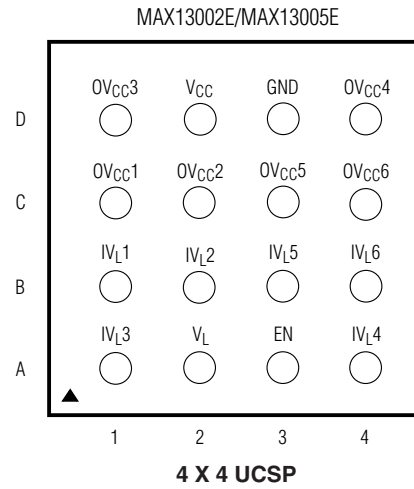 MAX13002E/MAX13005E
OVCC3 VCC GND OVCC4
D
OVCC1 OVCC2 OVCC5 OVCC6
C
IVL1 IVL2 IVL5 IVL6
B
IVL3 VL EN IVL4
A
1 2 3 4
4 X 4 UCSP